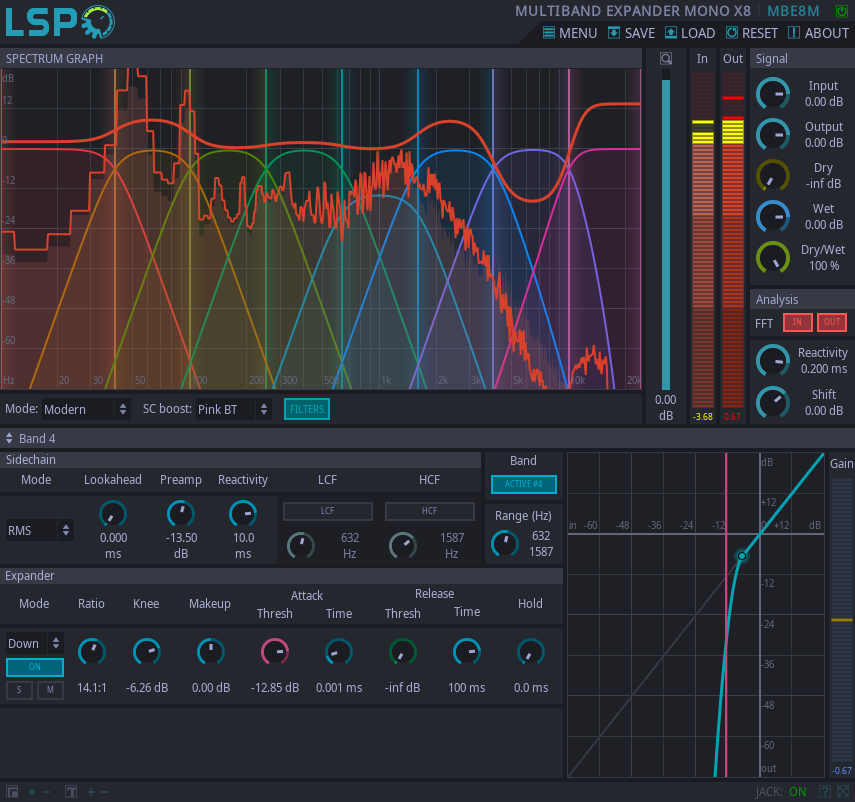 LSP
MULTIBAND EXPANDER MONO X8 MBE8M
MENU SAVE LOAD RESET ABOUT
SPECTRUM GRAPH
In Out Signal
dB
12
0
-12
-24
-36
-48
-60
Hz 20 30 50 100 200 300 500 1k 2k 3k 5k 10k 20k
Input
0.00 dB
Output
0.00 dB
Dry
-inf dB
Wet
0.00 dB
Dry/Wet
100 %
Analysis
FFT IN OUT
Reactivity
0.200 ms
Shift
0.00 dB
0.00
dB
-3.68 0.67
Mode: Modern SC boost: Pink BT FILTERS
Band 4
Sidechain
Mode Lookahead Preamp Reactivity LCF HCF
RMS
0.000
ms
-13.50
dB
10.0
ms
LCF
632
Hz
HCF
1587
Hz
Band
ACTIVE #4
Range (Hz)
632
1587
Expander
Mode Ratio Knee Makeup Attack Release Hold
Thresh Time Thresh Time
Down
ON
S M
14.1:1 -6.26 dB 0.00 dB -12.85 dB 0.001 ms -inf dB 100 ms 0.0 ms
dB
+12
in -60 -48 -36 -24 -12 0 +12 dB
-12
-24
-36
-48
-60
out
Gain
-0.67
JACK: ON